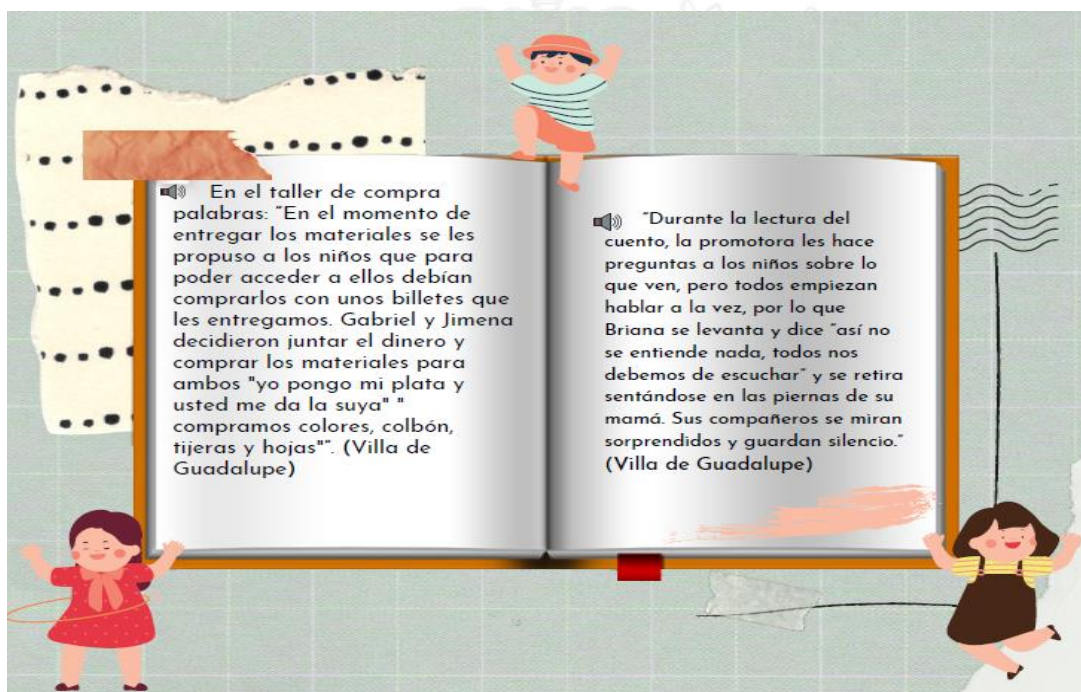 En el taller de compra
palabras: "En el momento de
entregar los materiales se les
propuso a los niños que para
poder acceder a ellos debían
comprarlos con unos billetes que
les entregamos. Gabriel y Jimena
decidieron juntar el dinero y
comprar los materiales para
ambos "yo pongo mi plata y
usted me da la suya" "
compramos colores, colbón,
tijeras y hojas"". (Villa de
Guadalupe)
"Durante la lectura del
cuento, la promotora les hace
preguntas a los niños sobre lo
que ven, pero todos empiezan
hablar a la vez, por lo que
Briana se levanta y dice "así no
se entiende nada, todos nos
debemos de escuchar" y se retira
sentándose en las piernas de su
mamá. Sus compañeros se miran
sorprendidos y guardan silencio."
(Villa de Guadalupe)